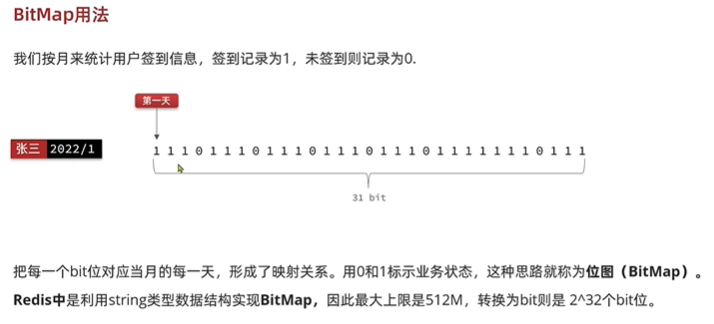 BitMap用法
我们按月来统计用户签到信息，签到记录为1，未签到则记录为0.
第一天
张三 2022/1 1 1 1 0 1 1 1 0 1 1 1 0 1 1 1 0 1 1 1 0 1 1 1 1 1 1 1 0 1 1 1
31 bit
把每一个bit位对应当月的每一天，形成了映射关系。用0和1标示业务状态，这种思路就称为位图（BitMap）。
Redis中是利用string类型数据结构实现BitMap，因此最大上限是512M，转换为bit则是 2^32个bit位。